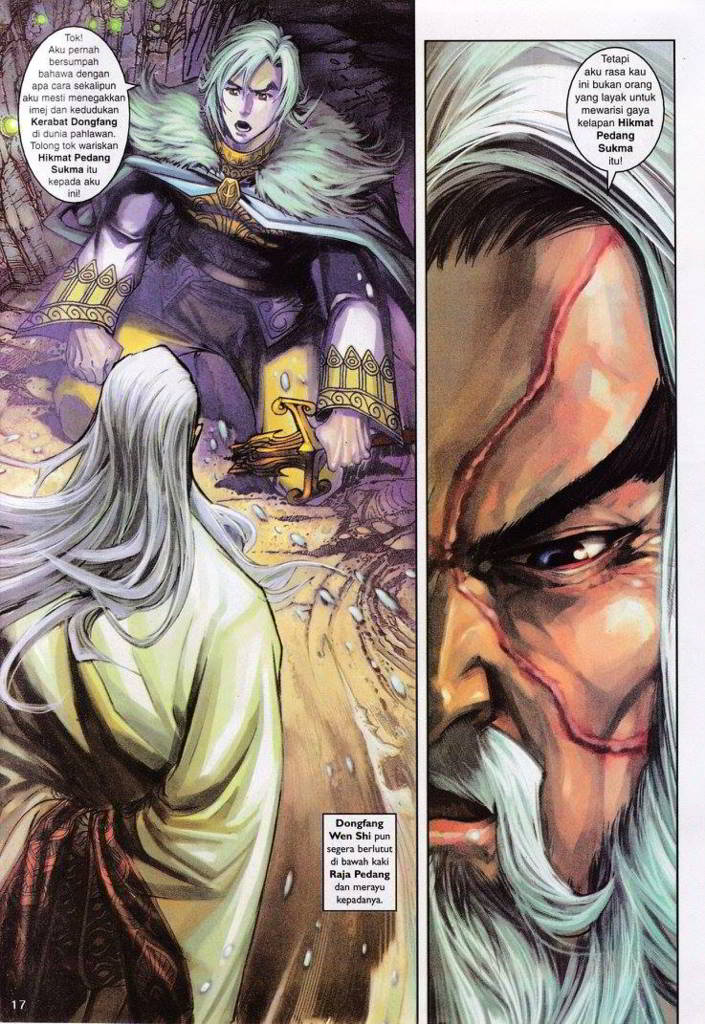 Tok!
Aku pernah
bersumpah
bahawa dengan
apa cara sekalipun
aku mesti menegakkan
imej dan kedudukan
Kerabat Dongfang
di dunia pahlawan.
Tolong tok wariskan
Hikmat Pedang
Sukma itu
kepada aku
ini!
Tetapi
aku rasa kau
ini bukan orang
yang layak untuk
mewarisi gaya
kelapan Hikmat
Pedang
Sukma
itu!
Dongfang
Wen Shi pun
segera berlutut
di bawah kaki
Raja Pedang
dan merayu
kepadanya.
17